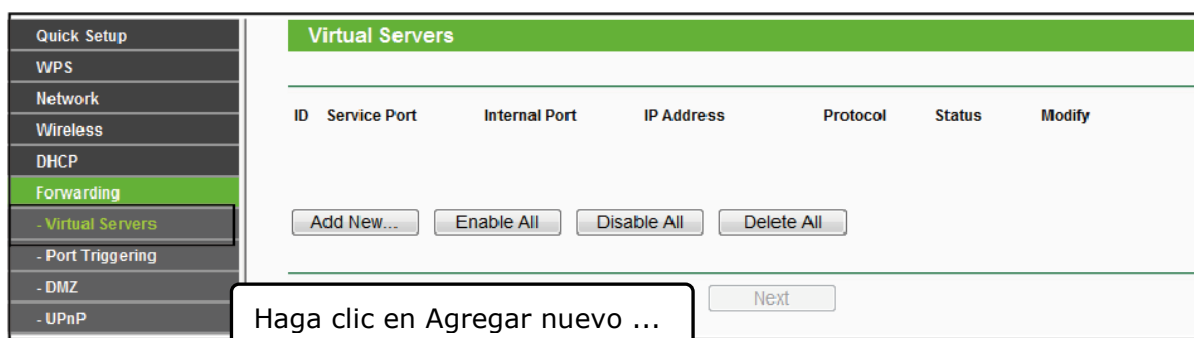 Quick Setup
WPS
Network
Wireless
DHCP
Forwarding
- Virtual Servers
- Port Triggering
- DMZ
- UPnP
Virtual Servers
ID Service Port Internal Port IP Address Protocol Status Modify
Add New... Enable All Disable All Delete All
Next
Haga clic en Agregar nuevo ...